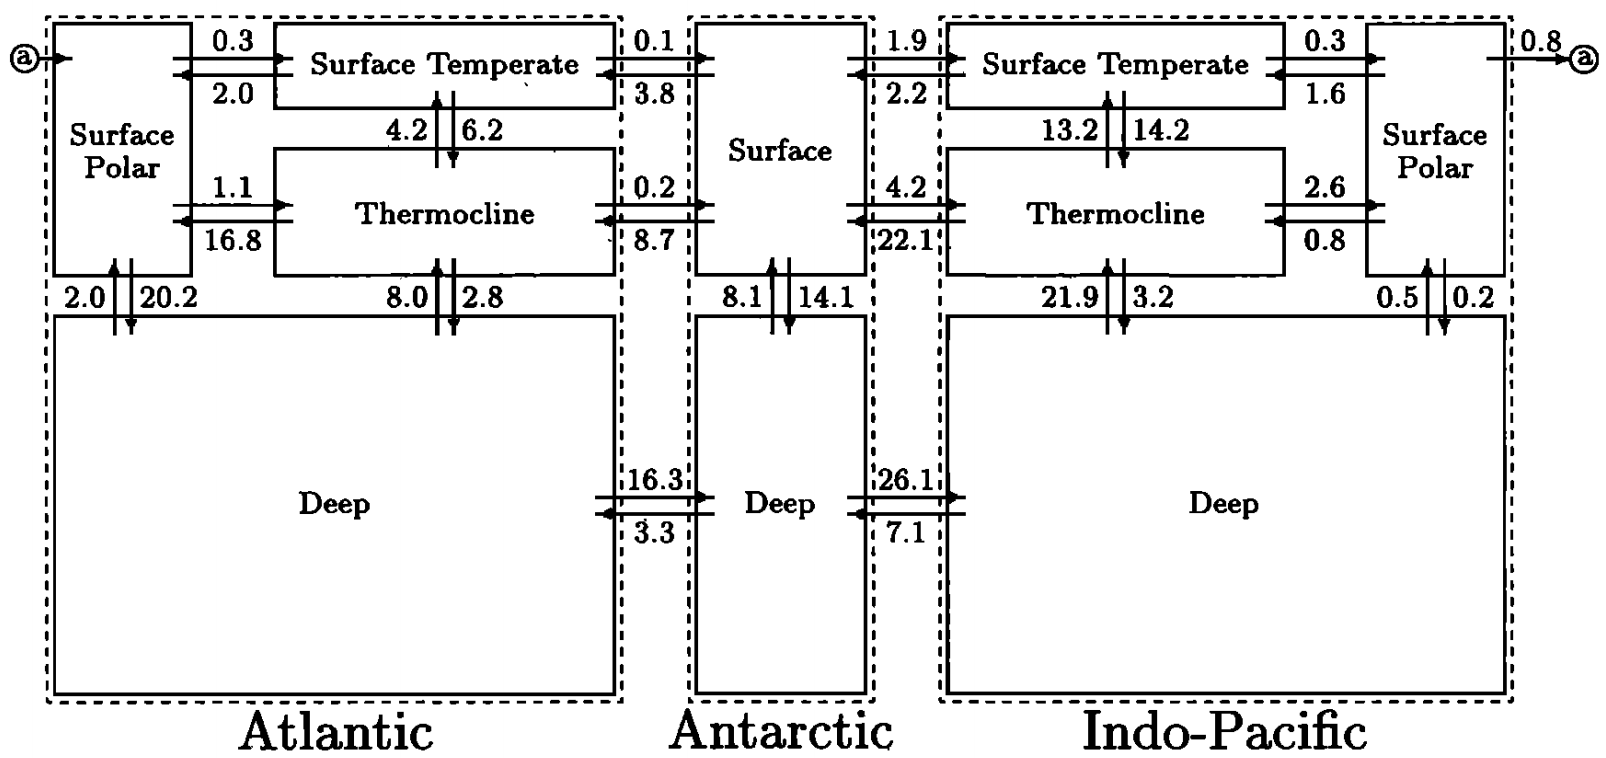 0.3
0.1
1.9
0.3
0.8
ⓐ
Surface Temperate
Surface Temperate
ⓐ
2.0
3.8
2.2
1.6
Surface
Polar
4.2
6.2
Surface
13.2
14.2
Surface
Polar
1.1
0.2
4.2
2.6
Thermocline
Thermocline
16.8
8.7
22.1
0.8
2.0
20.2
8.0
2.8
8.1
14.1
21.9
3.2
0.5
0.2
16.3
26.1
Deep
Deep
Deep
3.3
7.1
Atlantic
Antarctic
Indo-Pacific